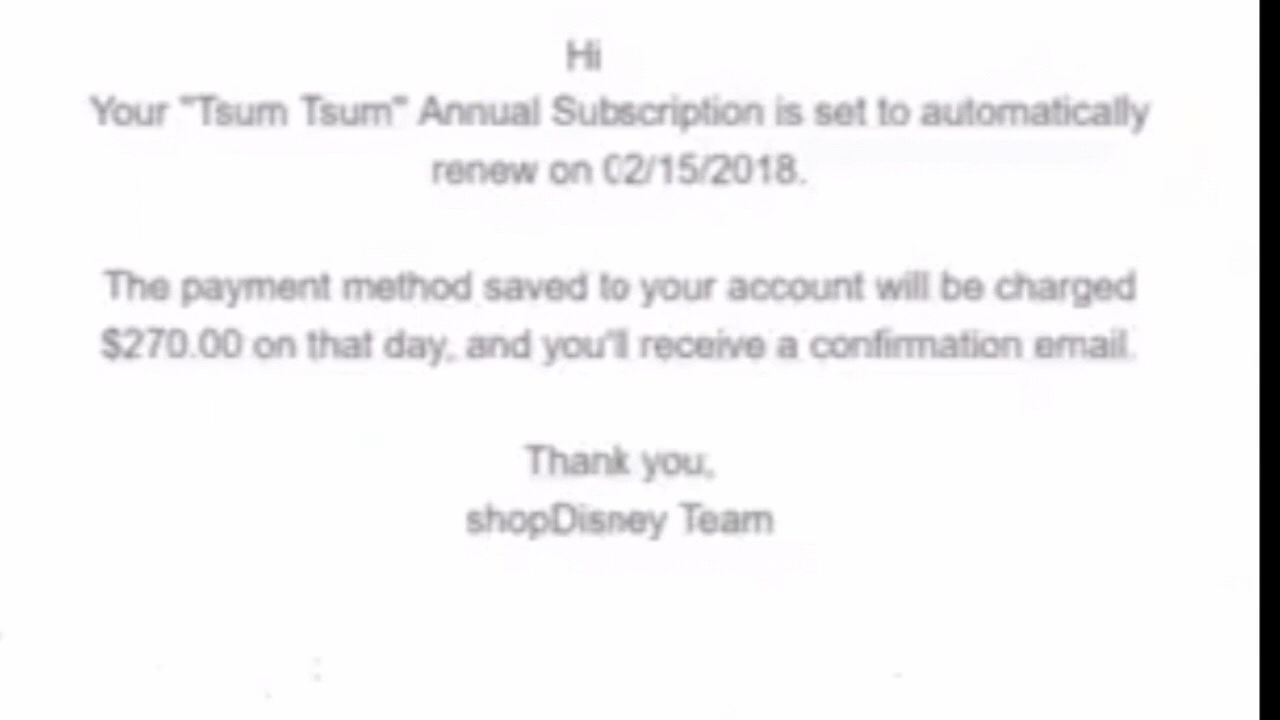 Hi
Your "Tsum Tsum" Annual Subscription is set to automatically
renew on 02/15/2018.
The payment method saved to your account will be charged
$270.00 on that day, and you'll receive a confirmation email.
Thank you,
shopDisney Team